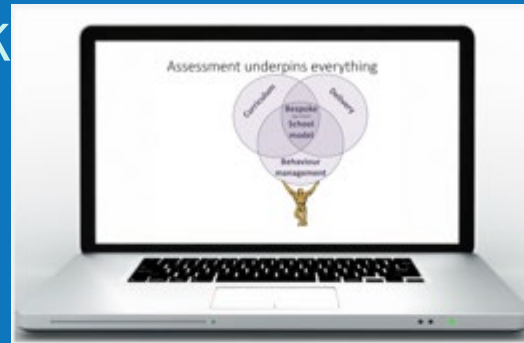 K
Assessment underpins everything
Curriculum
Delivery
Bespoke
School
model
Behaviour
management